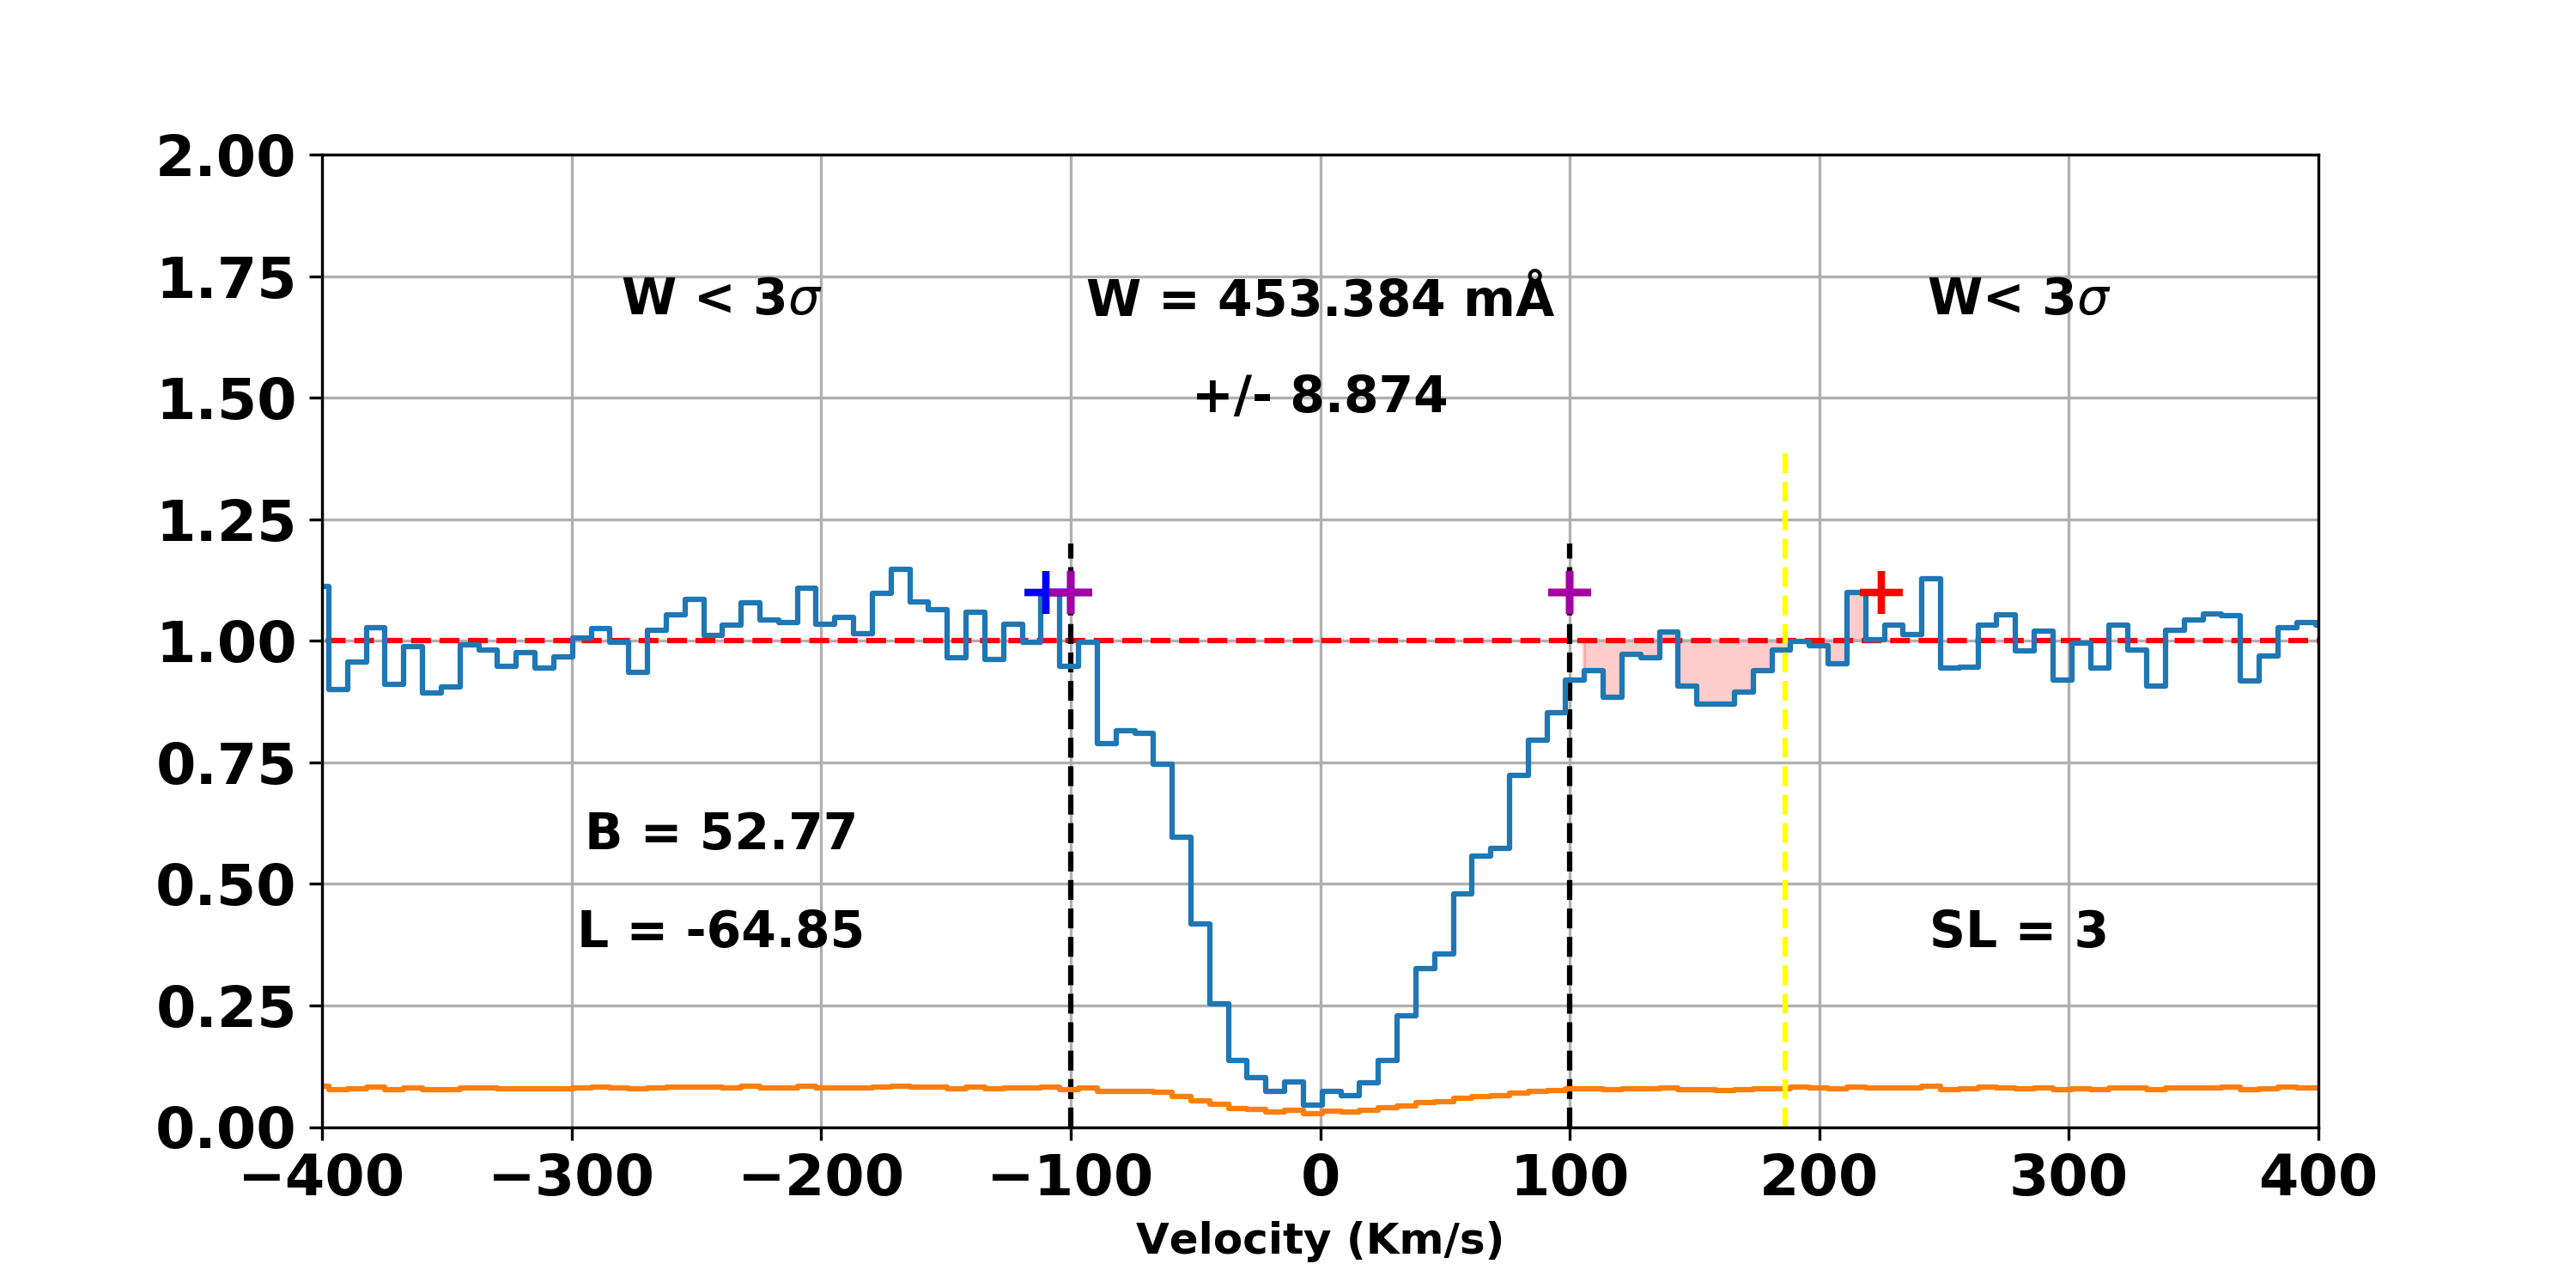 2.00
1.75
1.50
1.25
1.00
0.75
0.50
0.25
0.00
W < 3σ
W = 453.384 mÅ
+/- 8.874
W< 3σ
B = 52.77
L = -64.85
SL = 3
−400 −300 −200 −100 0 100 200 300 400
Velocity (Km/s)